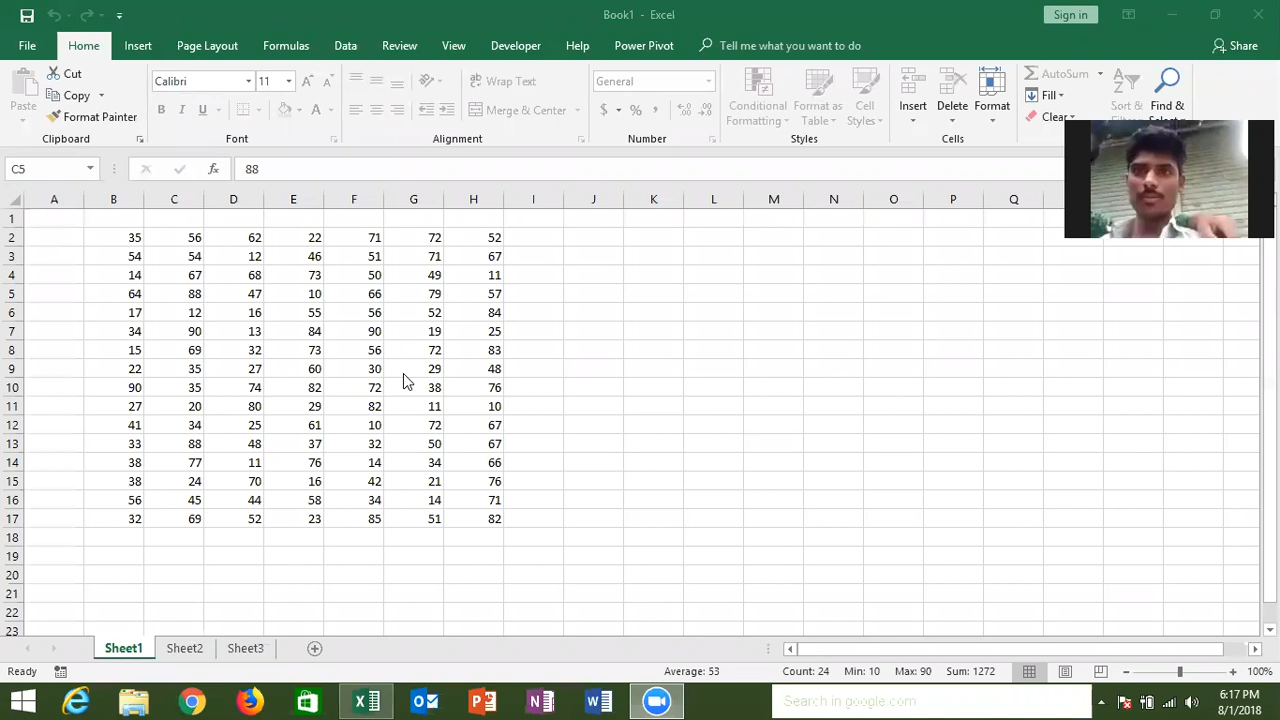 Book1 - Excel
Sign in
File Home Insert Page Layout Formulas Data Review View Developer Help Power Pivot Tell me what you want to do Share
Cut
Copy
Format Painter
Paste
Calibri 11
B I U
Wrap Text
Merge & Center
General
$ % ,
Conditional Formatting
Format as Table
Cell Styles
Insert Delete Format
AutoSum
Fill
Clear
Sort &
Find &
Clipboard Font Alignment Number Styles Cells
C5 fx 88
A B C D E F G H I J K L M N O P Q
1
2 35 56 62 22 71 72 52
3 54 54 12 46 51 71 67
4 14 67 68 73 50 49 11
5 64 88 47 10 66 79 57
6 17 12 16 55 56 52 84
7 34 90 13 84 90 19 25
8 15 69 32 73 56 72 83
9 22 35 27 60 30 29 48
10 90 35 74 82 72 38 76
11 27 20 80 29 82 11 10
12 41 34 25 61 10 72 67
13 33 88 48 37 32 50 67
14 38 77 11 76 14 34 66
15 38 24 70 16 42 21 76
16 56 45 44 58 34 14 71
17 32 69 52 23 85 51 82
18
19
20
21
22
23
Sheet1 Sheet2 Sheet3
Ready Average: 53 Count: 24 Min: 10 Max: 90 Sum: 1272 100%
Search in google.com
6:17 PM
8/1/2018